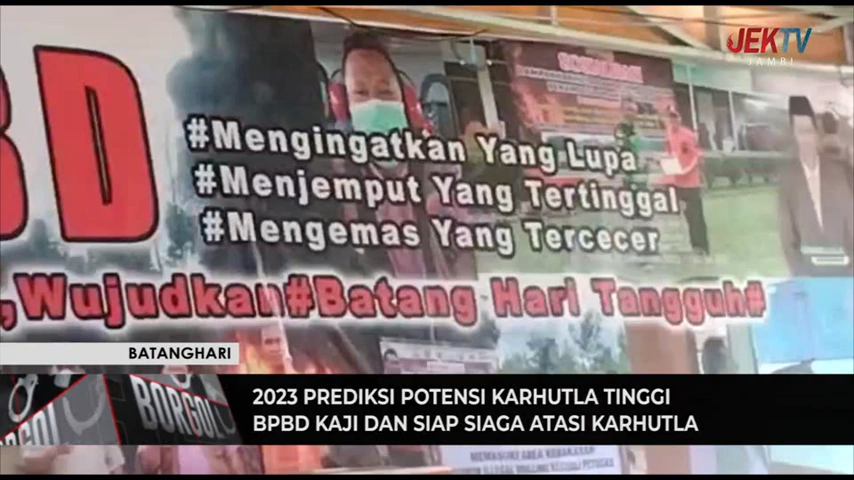 JEKTV
JAMBI
BD
#Mengingatkan Yang Lupa
#Menjemput Yang Tertinggal
#Mengemas Yang Tercecer
,Wujudkan#Batang Hari Tangguh#
BATANGHARI
BORGOL
2023 PREDIKSI POTENSI KARHUTLA TINGGI
BPBD KAJI DAN SIAP SIAGA ATASI KARHUTLA